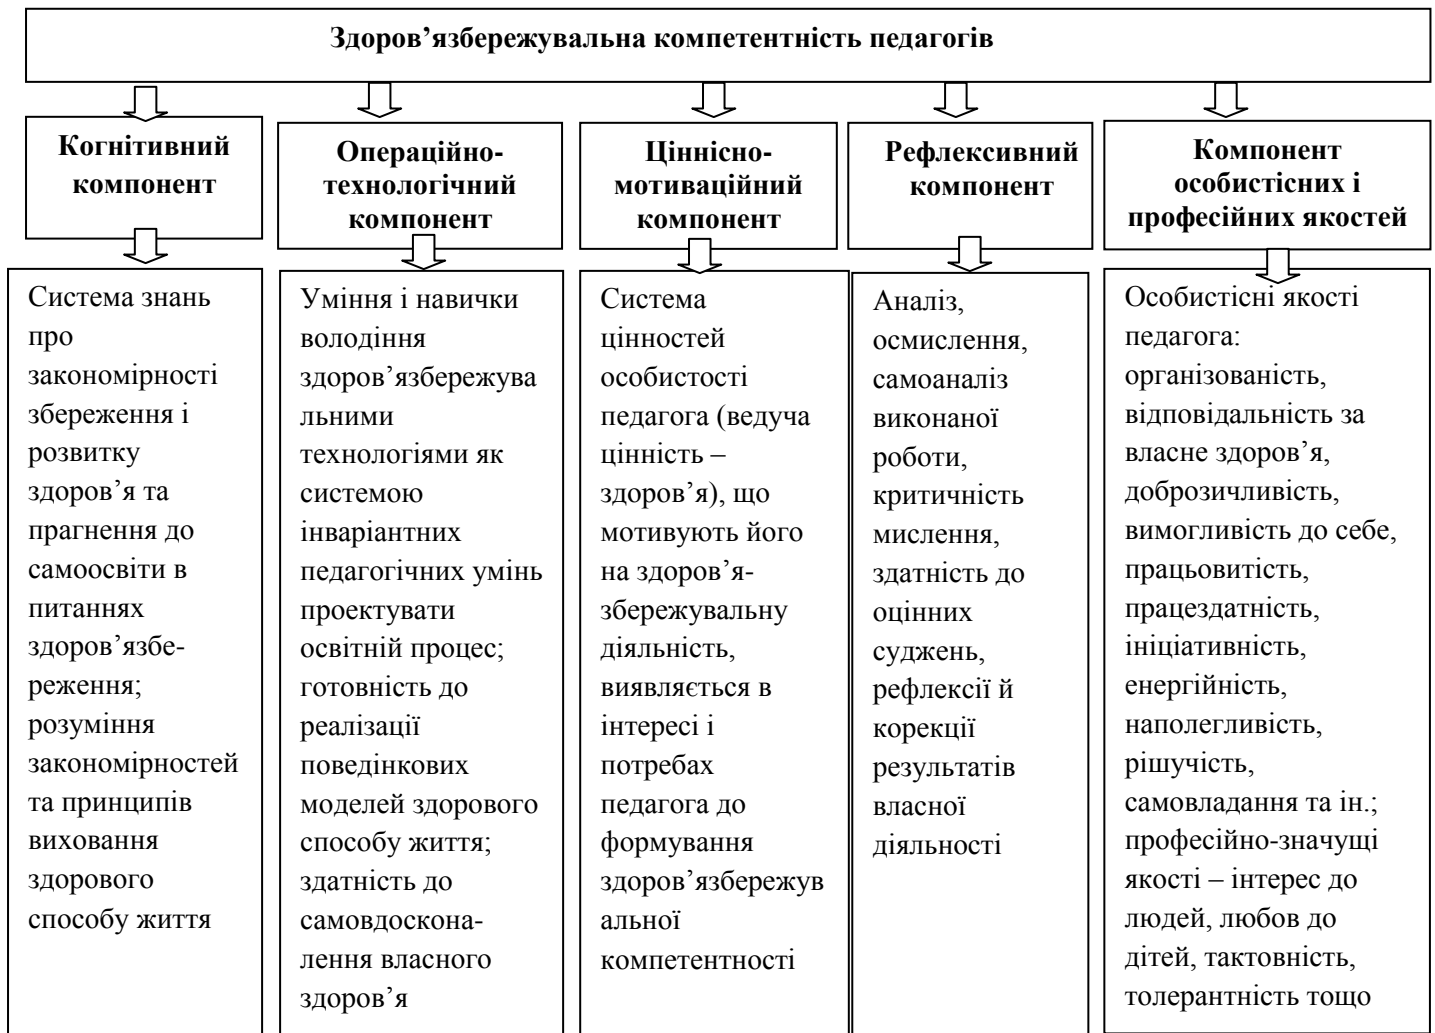 Здоров’язбережувальна компетентність педагогів
Когнітивний
компонент
Операційно-
технологічний
компонент
Ціннісно-
мотиваційний
компонент
Рефлексивний
компонент
Компонент
особистісних і
професійних якостей
Система знань
про
закономірності
збереження і
розвитку
здоров’я та
прагнення до
самоосвіти в
питаннях
здоров’язбе-
реження;
розуміння
закономірностей
та принципів
виховання
здорового
способу життя
Уміння і навички
володіння
здоров’язбережува
льними
технологіями як
системою
інваріантних
педагогічних умінь
проектувати
освітній процес;
готовність до
реалізації
поведінкових
моделей здорового
способу життя;
здатність до
самовдоскона-
лення власного
здоров’я
Система
цінностей
особистості
педагога (ведуча
цінність –
здоров’я), що
мотивують його
на здоров’я-
збережувальну
діяльність,
виявляється в
інтересі і
потребах
педагога до
формування
здоров’язбережув
альної
компетентності
Аналіз,
осмислення,
самоаналіз
виконаної
роботи,
критичність
мислення,
здатність до
оцінних
суджень,
рефлексії й
корекції
результатів
власної
діяльності
Особистісні якості
педагога:
організованість,
відповідальність за
власне здоров’я,
доброзичливість,
вимогливість до себе,
працьовитість,
працездатність,
ініціативність,
енергійність,
наполегливість,
рішучість,
самовладання та ін.;
професійно-значущі
якості – інтерес до
людей, любов до
дітей, тактовність,
толерантність тощо